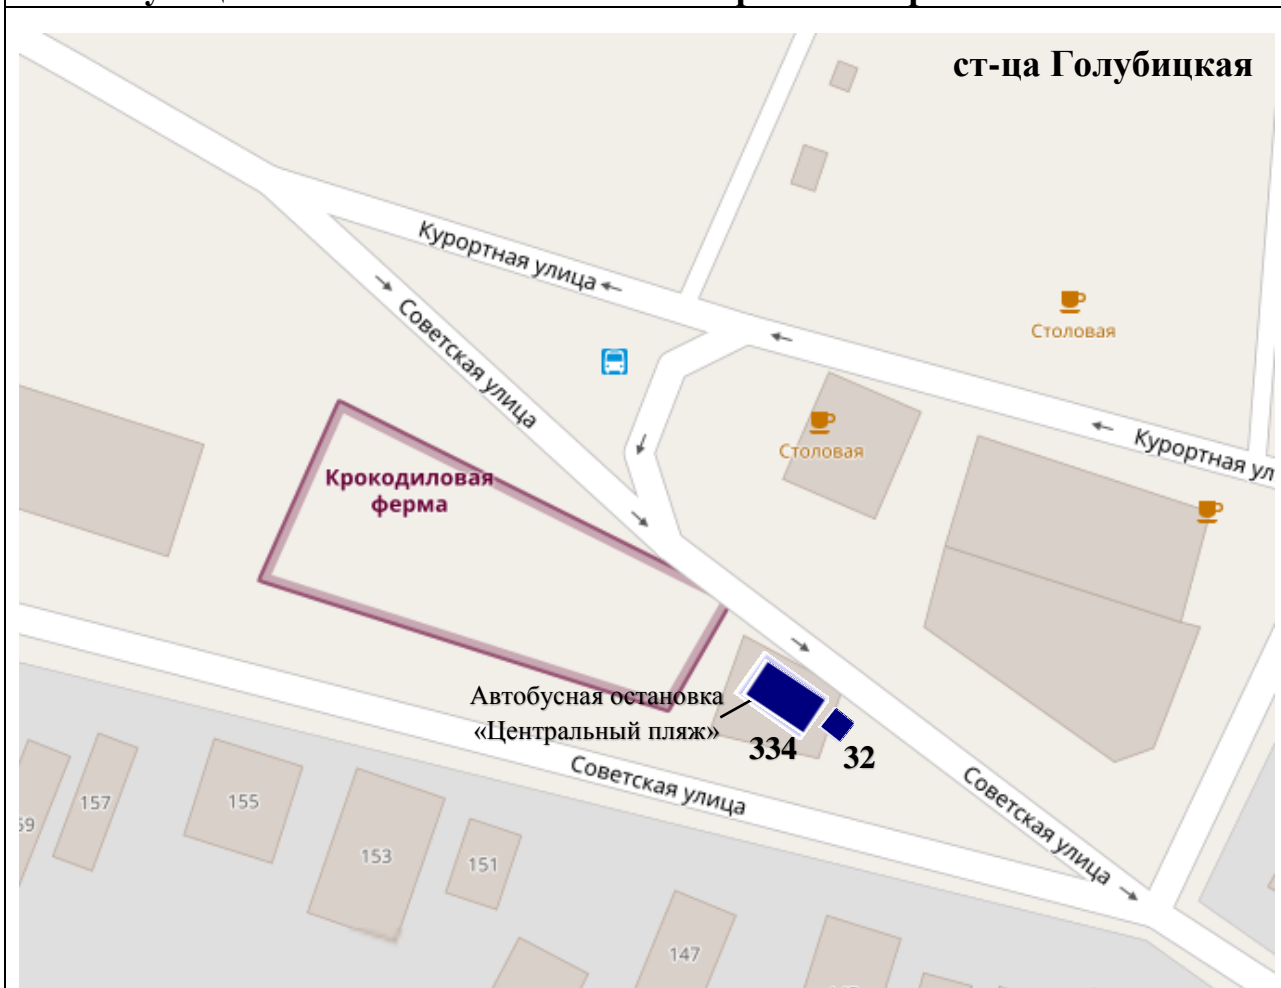 ст-ца Голубицкая
Курортная улица
Советская улица
Столовая
Столовая
Курортная ул
Крокодиловая
ферма
Автобусная остановка
«Центральный пляж»
334
32
Советская улица
Советская улица
157
155
153
151
147